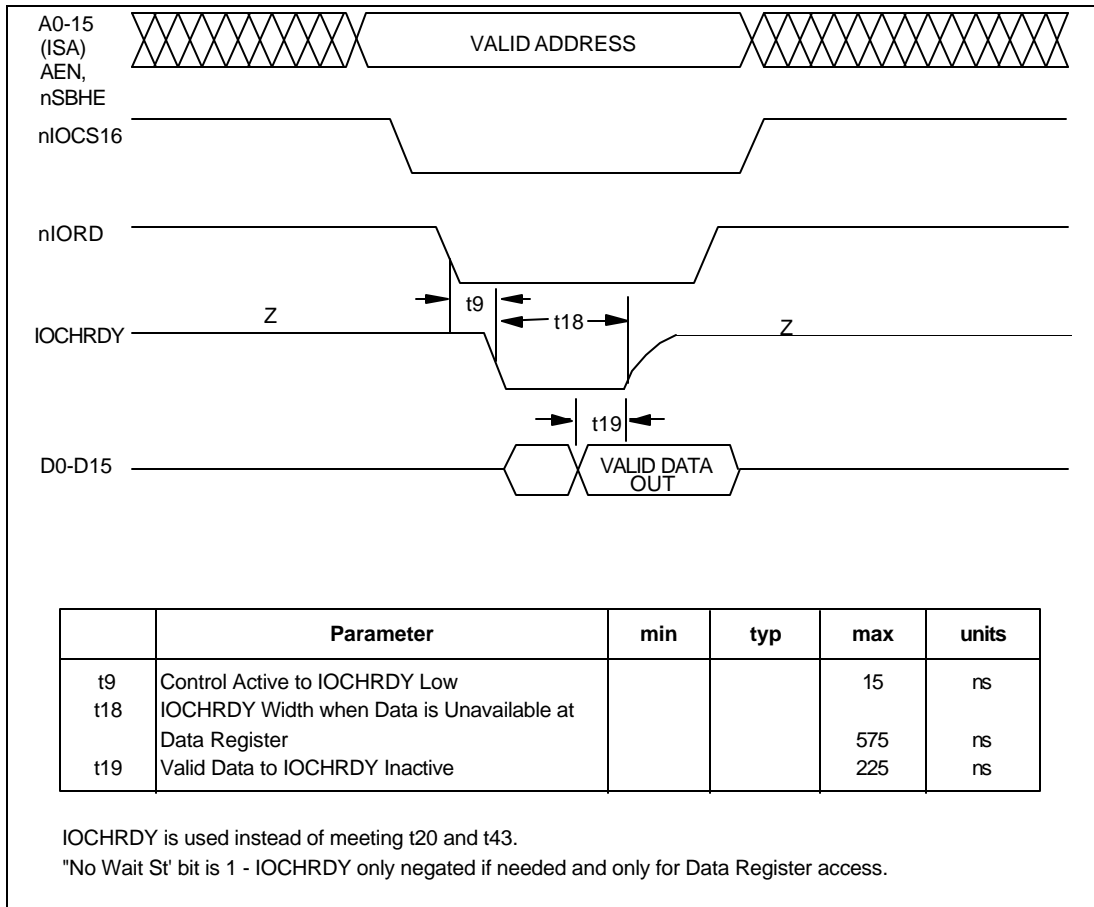 A0-15
(ISA)
AEN,
nSBHE
VALID ADDRESS
nIOCS16
nIORD
t9
Z
t18
Z
IOCHRDY
t19
D0-D15
VALID DATA
OUT
Parameter min typ max units
t9 Control Active to IOCHRDY Low 15 ns
t18 IOCHRDY Width when Data is Unavailable at
Data Register 575 ns
t19 Valid Data to IOCHRDY Inactive 225 ns
IOCHRDY is used instead of meeting t20 and t43.
"No Wait St' bit is 1 - IOCHRDY only negated if needed and only for Data Register access.